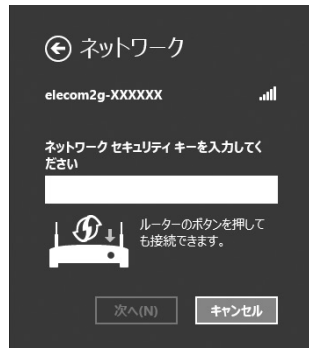 ネットワーク
elecom2g-XXXXXX
ネットワーク セキュリティ キーを入力してく
ださい
ルーターのボタンを押して
も接続できます。
次へ(N)
キャンセル